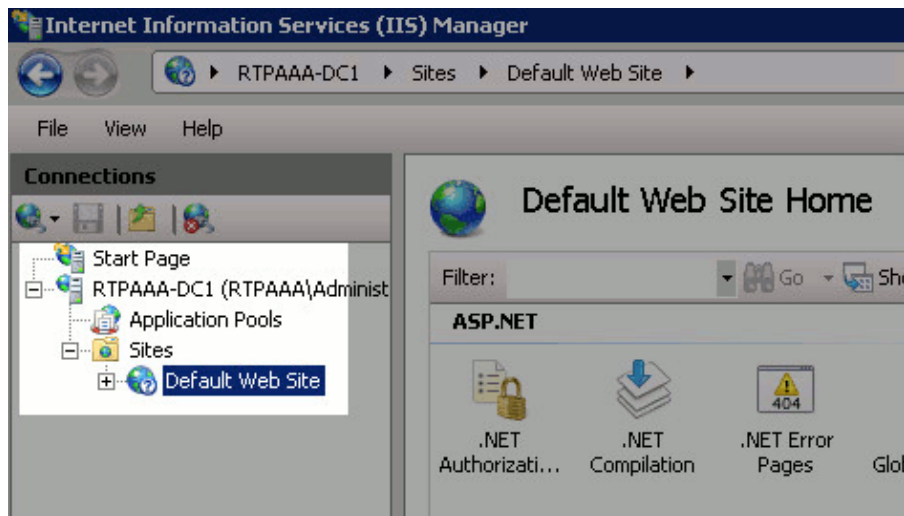 Internet Information Services (IIS) Manager
RTPAAA-DC1 Sites Default Web Site
File View Help
Connections
Default Web Site Home
Start Page
RTPAAA-DC1 (RTPAAA\Administ
Application Pools
Sites
Default Web Site
Filter: Go Sho
ASP.NET
404
.NET Authorizati...
.NET Compilation
.NET Error Pages
Glol